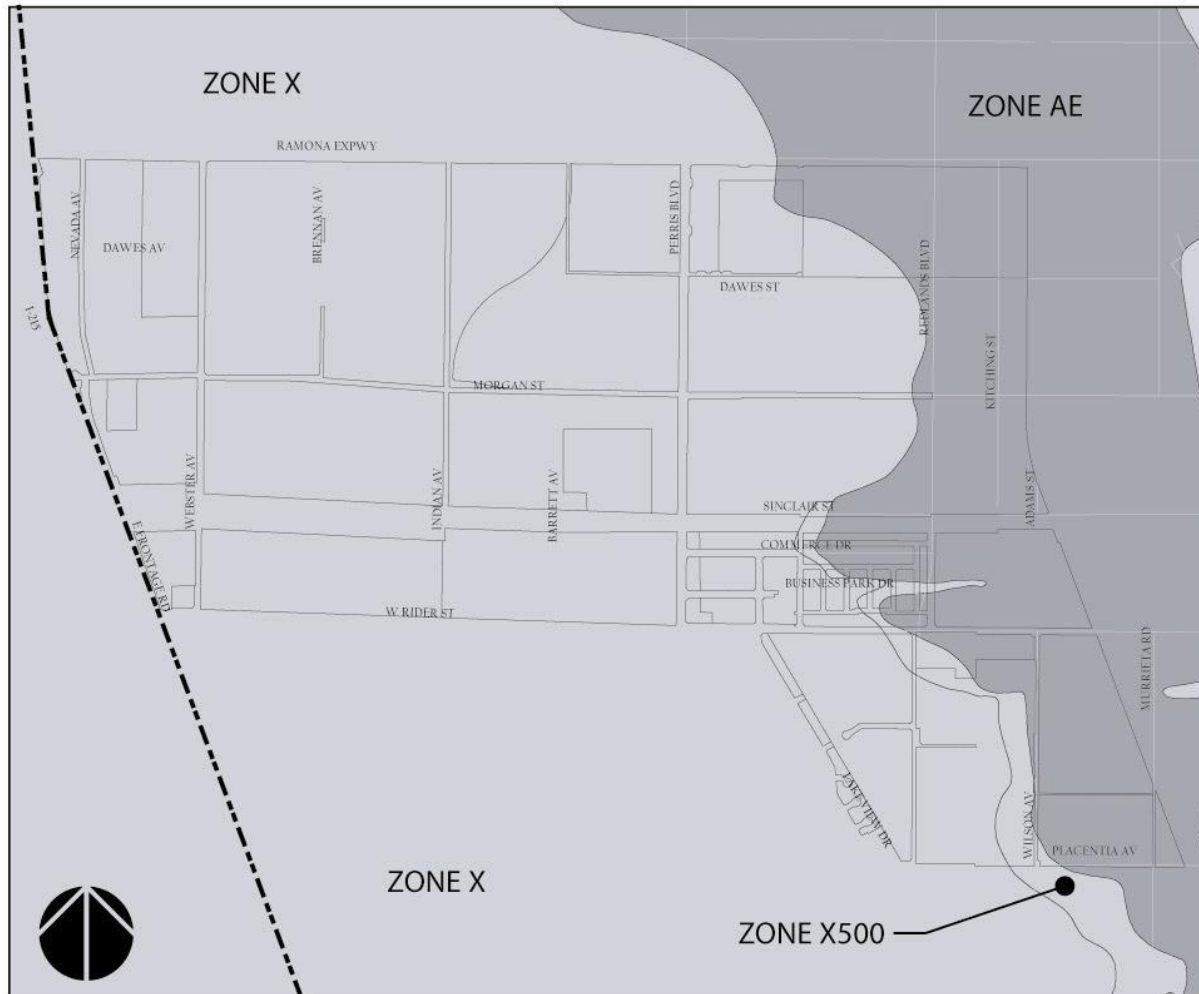 ZONE X
ZONE AE
RAMONA EXPWY
NEVADA AV
DAWES AV
BRENNAN AV
PERRIS BLVD
DAWES ST
REDLANDS BLVD
KITCHING ST
I-215
MORGAN ST
WEBSTER AV
INDIAN AV
BARRETT AV
SINCLAIR ST
ADAMS ST
COMMERCE DR
BUSINESS PARK DR
E FRONTAGE RD
W RIDER ST
MURRIETA RD
LAKE VIEW DR
WILSON AV
PLACENTIA AV
ZONE X
ZONE X500